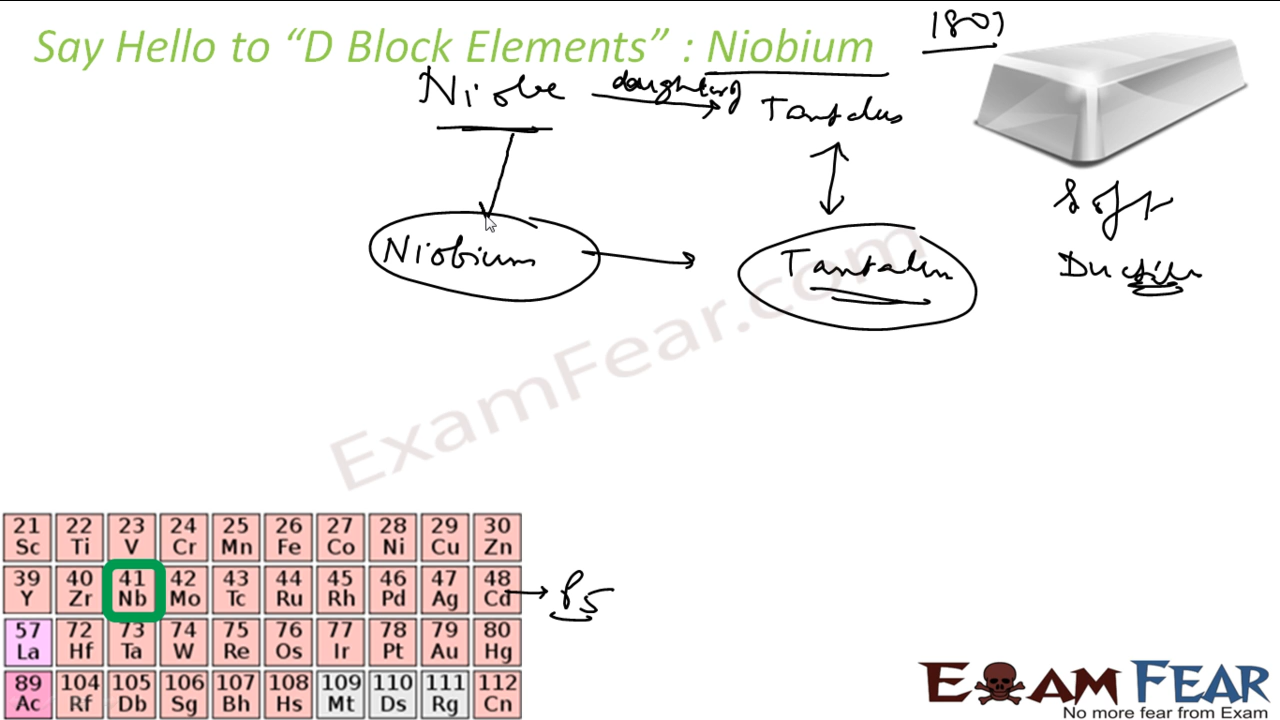 Say Hello to “D Block Elements” : Niobium
1801
Niobe daughter of Tantalus
Soft
Niobium Tantalum
Ductile
ExamFear.com
21 22 23 24 25 26 27 28 29 30
Sc Ti V Cr Mn Fe Co Ni Cu Zn
39 40 41 42 43 44 45 46 47 48
Y Zr Nb Mo Tc Ru Rh Pd Ag Cd
P5
57 72 73 74 75 76 77 78 79 80
La Hf Ta W Re Os Ir Pt Au Hg
89 104 105 106 107 108 109 110 111 112
Ac Rf Db Sg Bh Hs Mt Ds Rg Cn
EXAM FEAR
No more fear from Exam